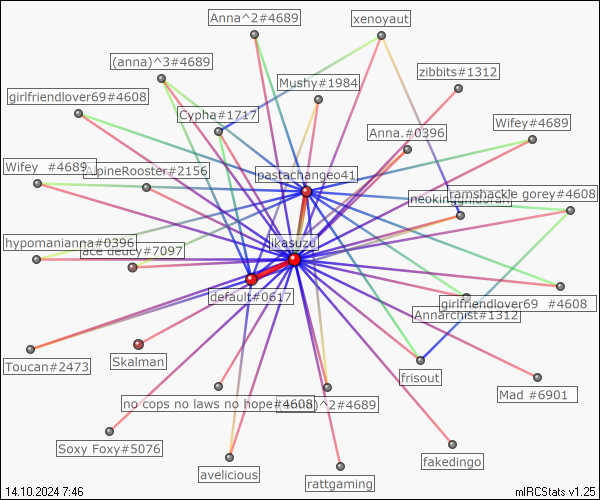 Anna^2#4689
xenoyaut
(anna)^3#4689
zibbits#1312
Mushy#1984
girlfriendlover69#4608
Cypha#1717
Wifey#4689
Anna.#0396
Wifey #4689
AlpineRooster#2156
pastachangeo41
ramshackle gorey#4608
hypomanianna#0396
ace deucy#7097
ikasuzu
default#0617
girlfriendlover69 #4608
Annarchist#1312
Toucan#2473
Skalman
frisout
Mad #6901
no cops no laws no hope#4608
)^2#4689
Soxy Foxy#5076
avelicious
rattgaming
fakedingo
14.10.2024 7:46
mIRCStats v1.25